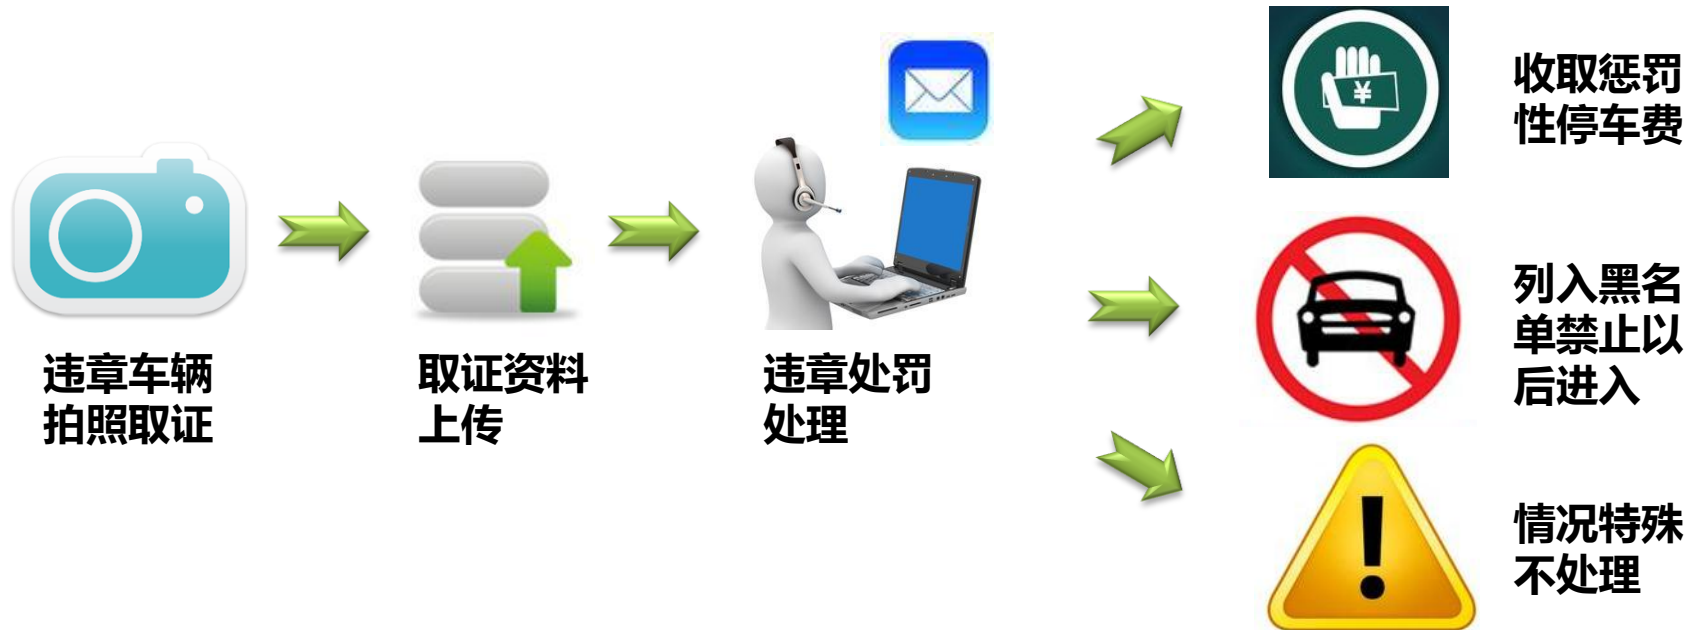 违章车辆
拍照取证
取证资料
上传
违章处罚
处理
¥
收取惩罚
性停车费
列入黑名
单禁止以
后进入
情况特殊
不处理